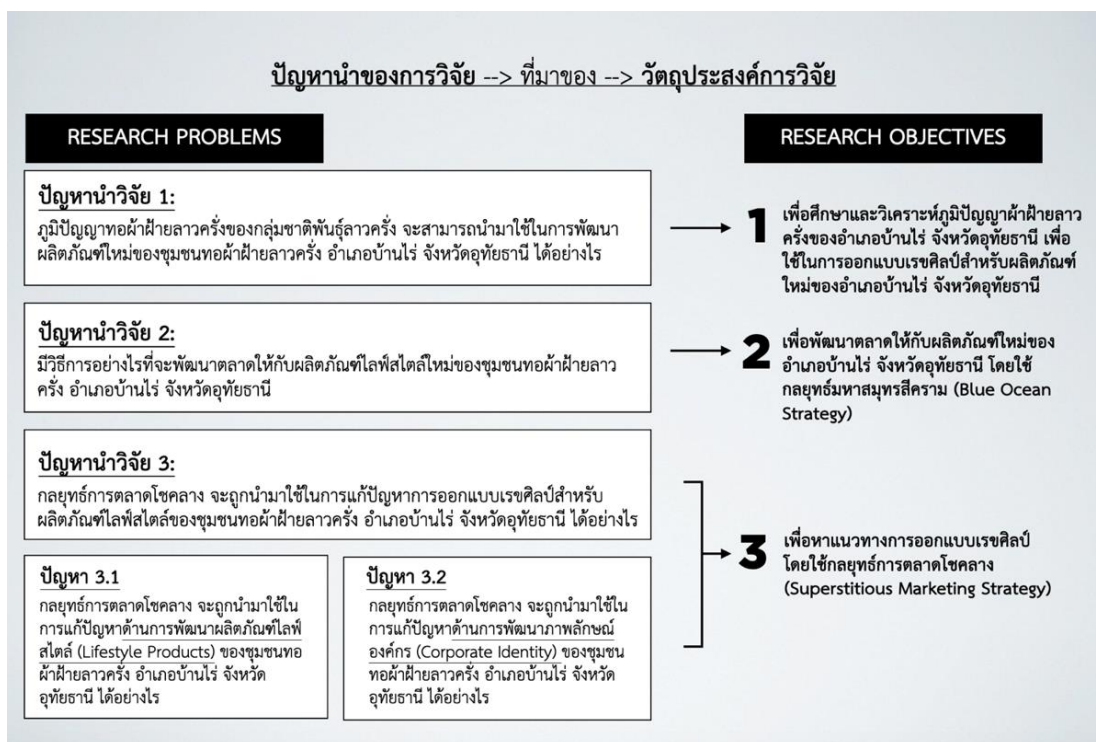 ปัญหานำของการวิจัย --> ที่มาของ --> วัตถุประสงค์การวิจัย
RESEARCH PROBLEMS
RESEARCH OBJECTIVES
ปัญหานำวิจัย 1:
ภูมิปัญญาทอผ้าฝ้ายลาวครั่งของกลุ่มชาติพันธุ์ลาวครั่ง จะสามารถนำมาใช้ในการพัฒนา
ผลิตภัณฑ์ใหม่ของชุมชนทอผ้าฝ้ายลาวครั่ง อำเภอบ้านไร่ จังหวัดอุทัยธานี ได้อย่างไร
1
เพื่อศึกษาและวิเคราะห์ภูมิปัญญาผ้าฝ้ายลาว
ครั่งของอำเภอบ้านไร่ จังหวัดอุทัยธานี เพื่อ
ใช้ในการออกแบบเรขศิลป์สำหรับผลิตภัณฑ์
ใหม่ของอำเภอบ้านไร่ จังหวัดอุทัยธานี
ปัญหานำวิจัย 2:
มีวิธีการอย่างไรที่จะพัฒนาตลาดให้กับผลิตภัณฑ์ไลฟ์สไตล์ใหม่ของชุมชนทอผ้าฝ้ายลาว
ครั่ง อำเภอบ้านไร่ จังหวัดอุทัยธานี
2
เพื่อพัฒนาตลาดให้กับผลิตภัณฑ์ใหม่ของ
อำเภอบ้านไร่ จังหวัดอุทัยธานี โดยใช้
กลยุทธ์มหาสมุทรสีคราม (Blue Ocean
Strategy)
ปัญหานำวิจัย 3:
กลยุทธ์การตลาดโชคลาง จะถูกนำมาใช้ในการแก้ปัญหาการออกแบบเรขศิลป์สำหรับ
ผลิตภัณฑ์ไลฟ์สไตล์ของชุมชนทอผ้าฝ้ายลาวครั่ง อำเภอบ้านไร่ จังหวัดอุทัยธานี ได้อย่างไร
ปัญหา 3.1
กลยุทธ์การตลาดโชคลาง จะถูกนำมาใช้ใน
การแก้ปัญหาด้านการพัฒนาผลิตภัณฑ์ไลฟ์
สไตล์ (Lifestyle Products) ของชุมชนทอ
ผ้าฝ้ายลาวครั่ง อำเภอบ้านไร่ จังหวัด
อุทัยธานี ได้อย่างไร
ปัญหา 3.2
กลยุทธ์การตลาดโชคลาง จะถูกนำมาใช้ใน
การแก้ปัญหาด้านการพัฒนาภาพลักษณ์
องค์กร (Corporate Identity) ของชุมชน
ทอผ้าฝ้ายลาวครั่ง อำเภอบ้านไร่ จังหวัด
อุทัยธานี ได้อย่างไร
3
เพื่อหาแนวทางการออกแบบเรขศิลป์
โดยใช้กลยุทธ์การตลาดโชคลาง
(Superstitious Marketing Strategy)